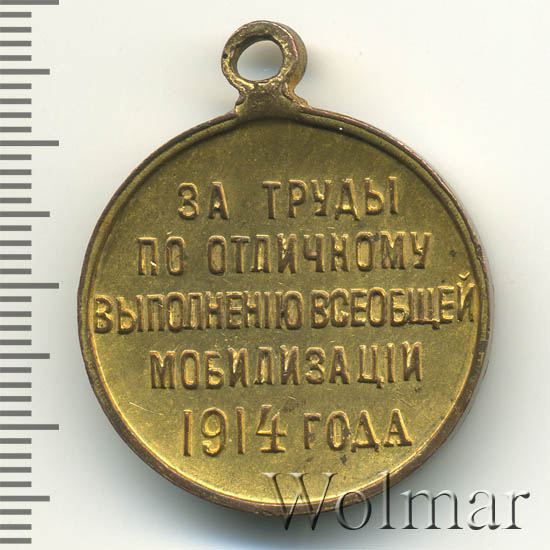 ЗА ТРУДЫ
ПО ОТЛИЧНОМУ
ВЫПОЛНЕНІЮ ВСЕОБЩЕЙ
МОБИЛИЗАЦІИ
1914 ГОДА
Wolmar